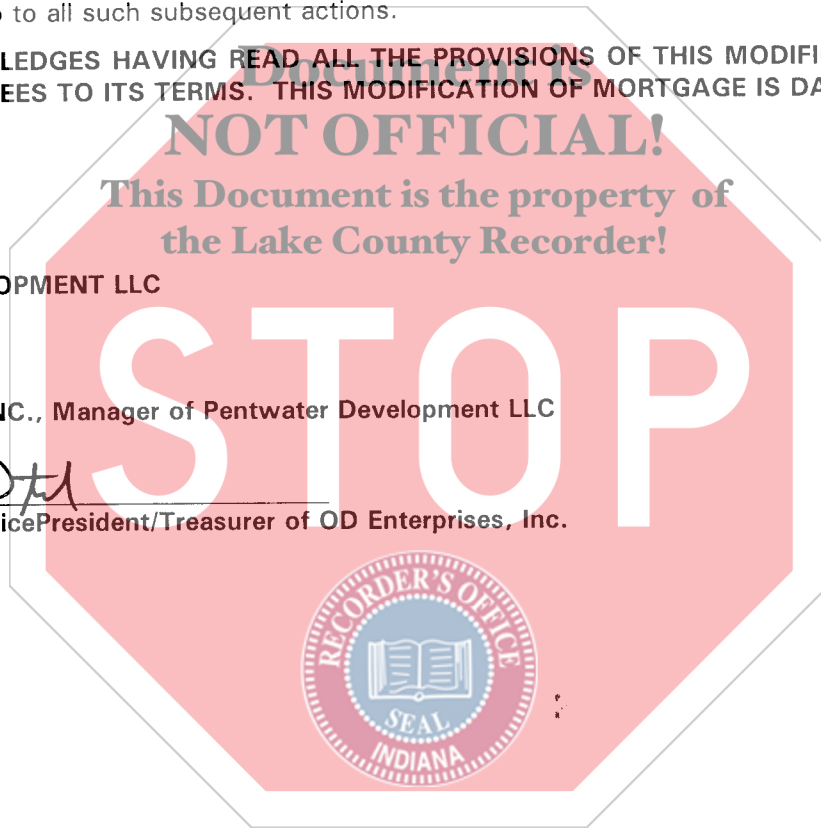 to all such subsequent actions.
LEDGES HAVING READ ALL THE PROVISIONS OF THIS MODIFI
Document is
EES TO ITS TERMS. THIS MODIFICATION OF MORTGAGE IS DA
NOT OFFICIAL!
This Document is the property of
the Lake County Recorder!
OPMENT LLC
STOP
NC., Manager of Pentwater Development LLC
icePresident/Treasurer of OD Enterprises, Inc.
RECORDER'S OFFICE
SEAL
INDIANA